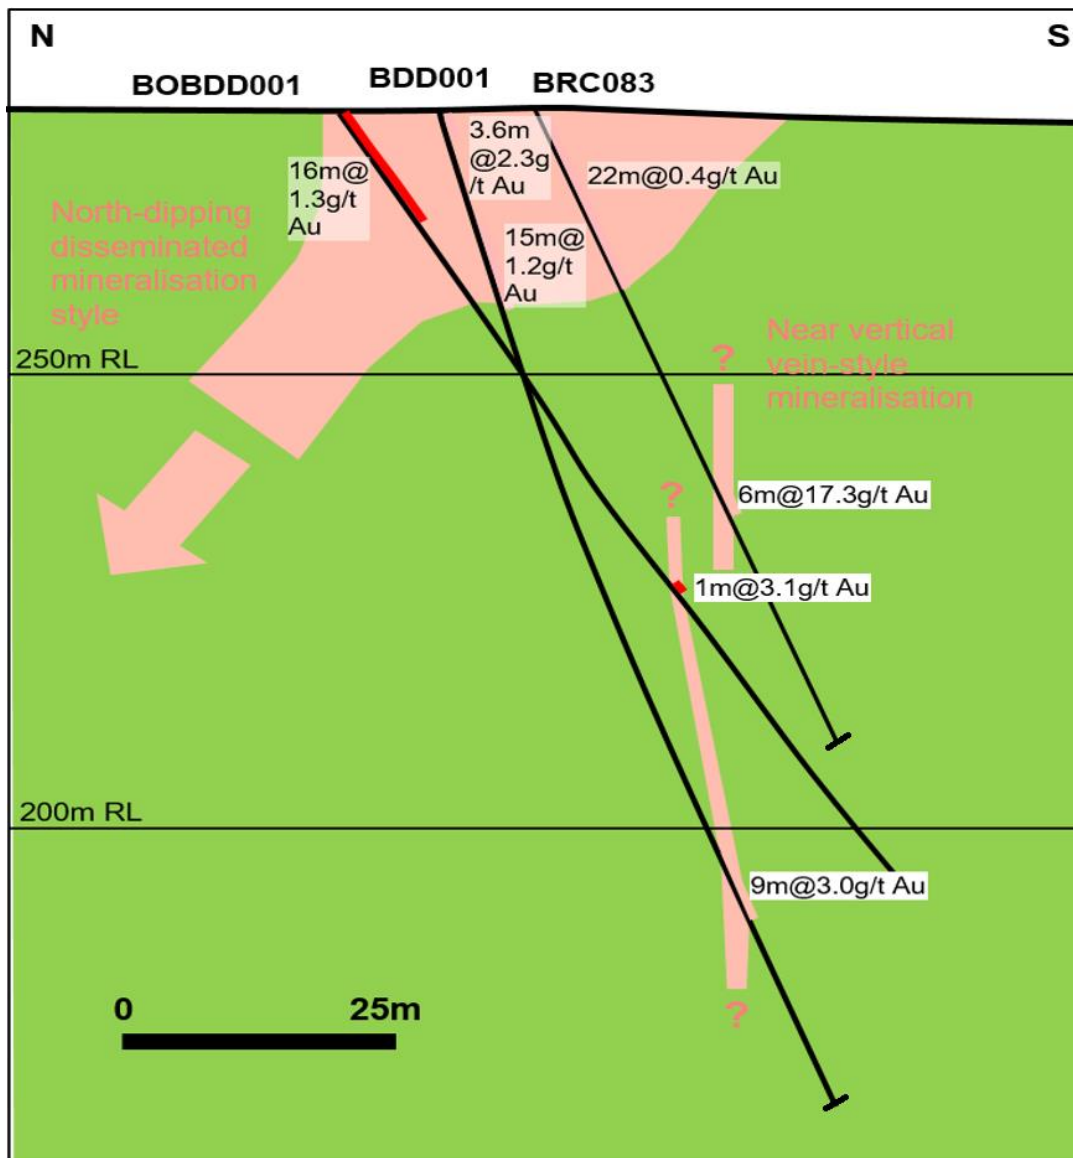 N
S
BOBDD001
BDD001
BRC083
3.6m
@2.3g
/t Au
16m@
1.3g/t
Au
22m@0.4g/t Au
North-dipping
disseminated
mineralisation
style
15m@
1.2g/t
Au
Near vertical
vein-style
mineralisation
250m RL
?
?
6m@17.3g/t Au
1m@3.1g/t Au
200m RL
9m@3.0g/t Au
?
0
25m